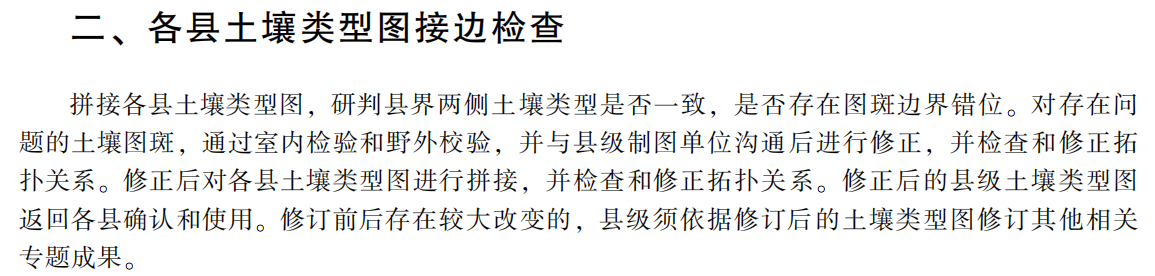 二、各县土壤类型图接边检查
拼接各县土壤类型图，研判县界两侧土壤类型是否一致，是否存在图斑边界错位。对存在问
题的土壤图斑，通过室内检验和野外校验，并与县级制图单位沟通后进行修正，并检查和修正拓
扑关系。修正后对各县土壤类型图进行拼接，并检查和修正拓扑关系。修正后的县级土壤类型图
返回各县确认和使用。修订前后存在较大改变的，县级须依据修订后的土壤类型图修订其他相关
专题成果。